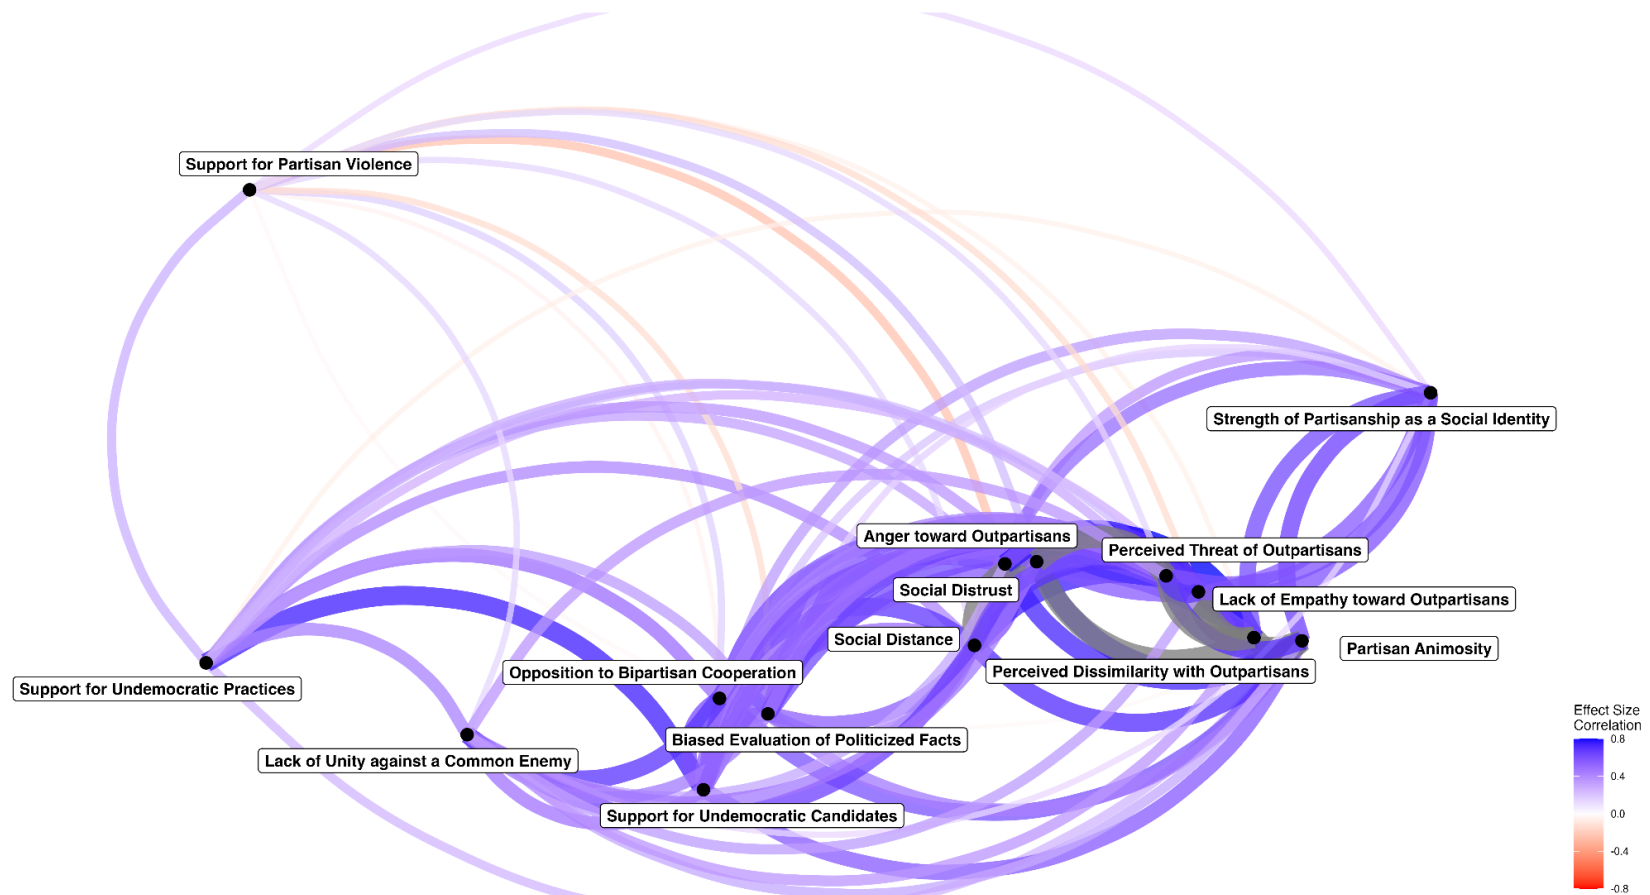 Support for Partisan Violence
Strength of Partisanship as a Social Identity
Anger toward Outpartisans
Perceived Threat of Outpartisans
Social Distrust
Lack of Empathy toward Outpartisans
Social Distance
Partisan Animosity
Opposition to Bipartisan Cooperation
Perceived Dissimilarity with Outpartisans
Support for Undemocratic Practices
Biased Evaluation of Politicized Facts
Lack of Unity against a Common Enemy
Support for Undemocratic Candidates
Effect Size
Correlation
0.8
0.4
0.0
-0.4
-0.8